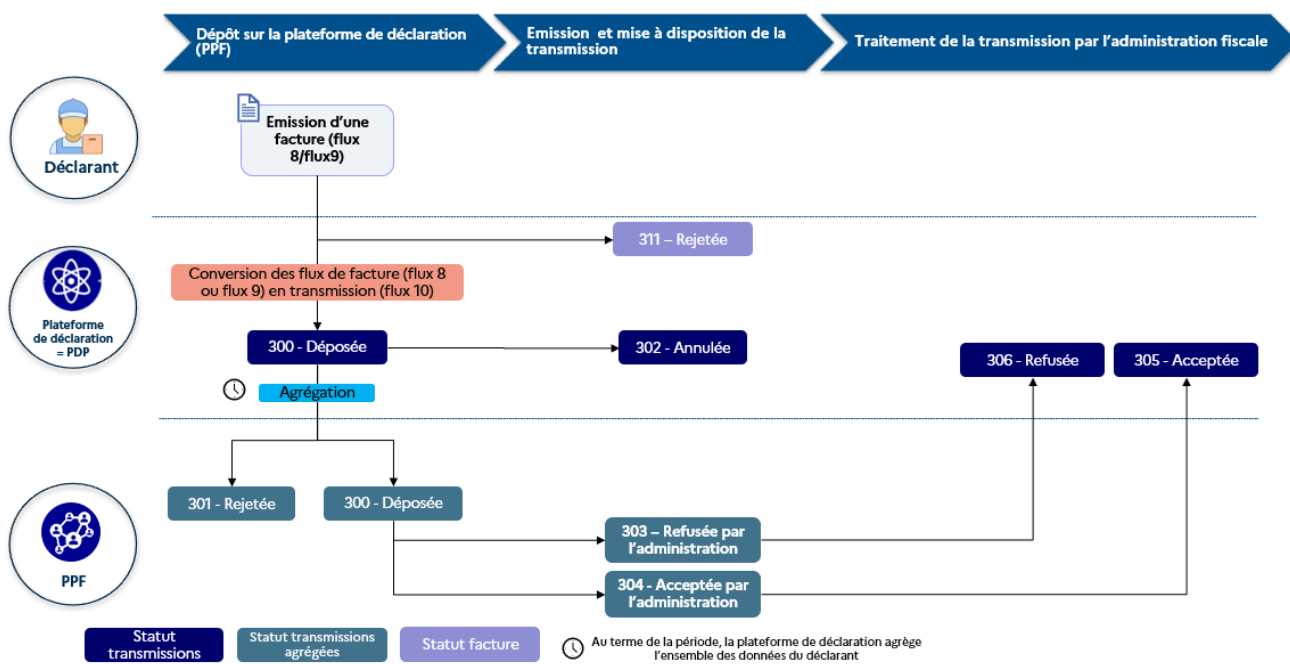 Dépôt sur la plateforme de déclaration
(PPF)
Emission et mise à disposition de la
transmission
Traitement de la transmission par l'administration fiscale
Déclarant
Emission d'une
facture (flux
8/flux9)
311 – Rejetée
Conversion des flux de facture (flux 8
ou flux 9) en transmission (flux 10)
Plateforme
de déclaration
= PDP
300 - Déposée
302 - Annulée
306 - Refusée
305 - Acceptée
Agrégation
301 - Rejetée
300 - Déposée
303 – Refusée par
l'administration
304 - Acceptée par
l'administration
PPF
Statut
transmissions
Statut transmissions
agrégées
Statut facture
Au terme de la période, la plateforme de déclaration agrège
l'ensemble des données du déclarant